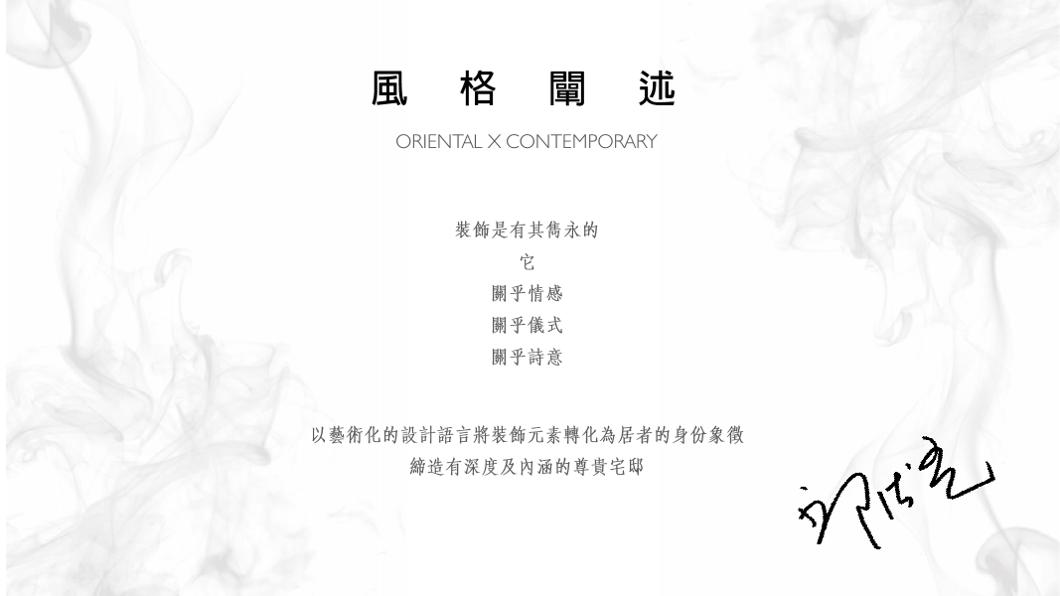 風格闡述
ORIENTAL X CONTEMPORARY
裝飾是有其雋永的
它
關乎情感
關乎儀式
關乎詩意
以藝術化的設計語言將裝飾元素轉化為居者的身份象徵
締造有深度及內涵的尊貴宅邸